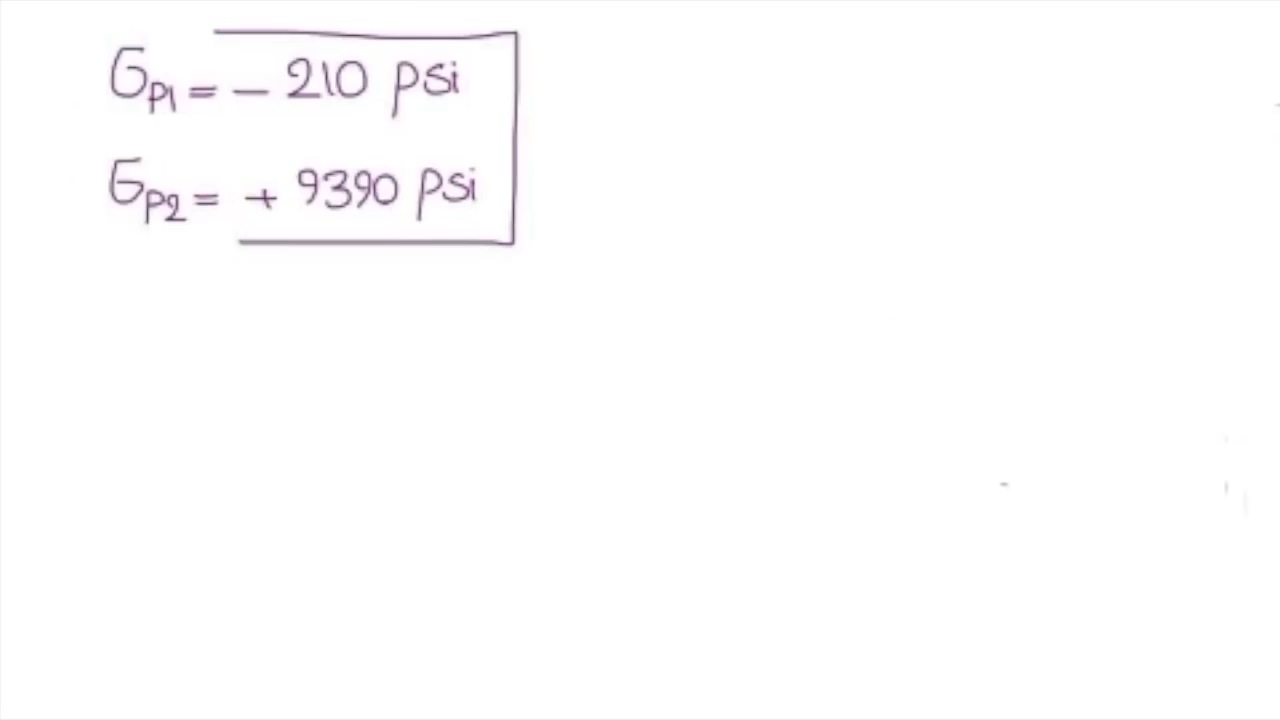 σp1 = - 210 psi
σp2 = + 9390 psi